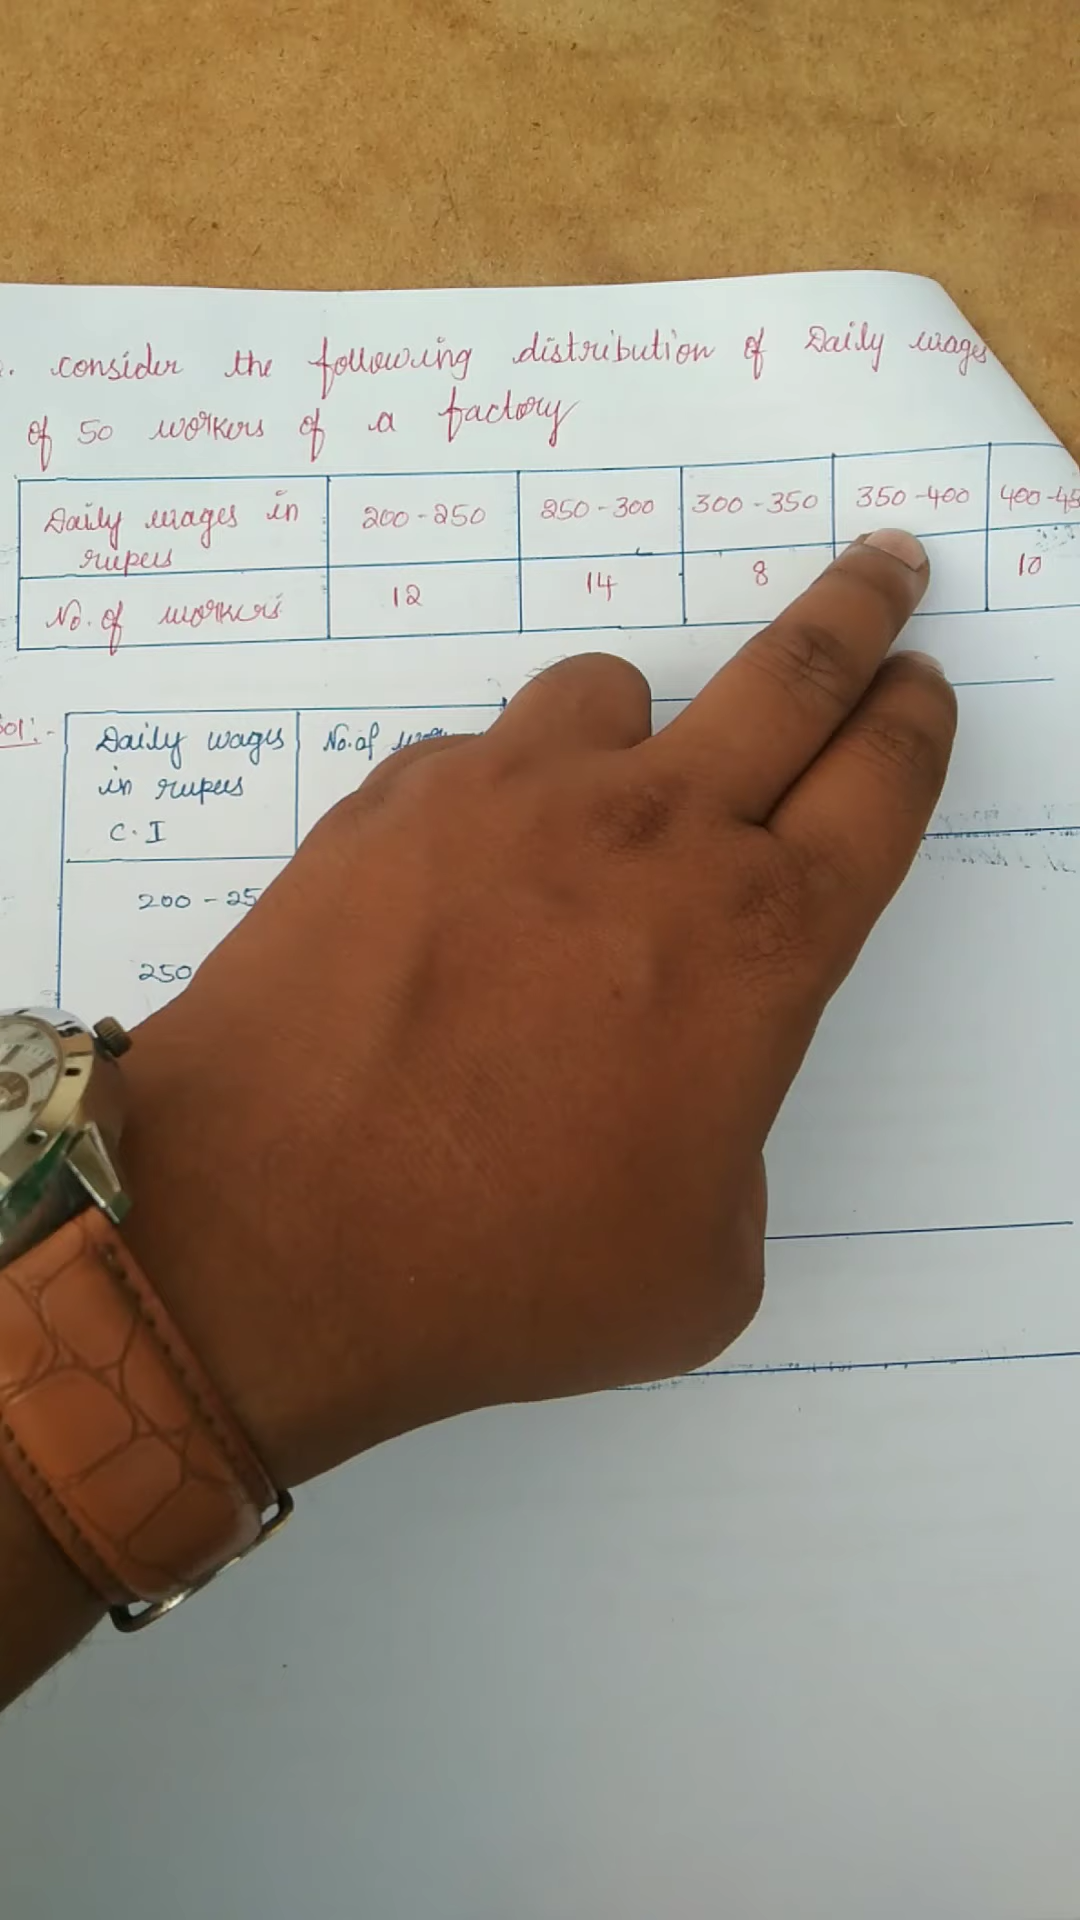 consider the following distribution of Daily wages
of 50 workers of a factory
Daily wages in rupees 200-250 250-300 300-350 350-400 400-45
No. of workers 12 14 8 10
Sol:-
Daily wages in rupees C.I No. of
200-25
250